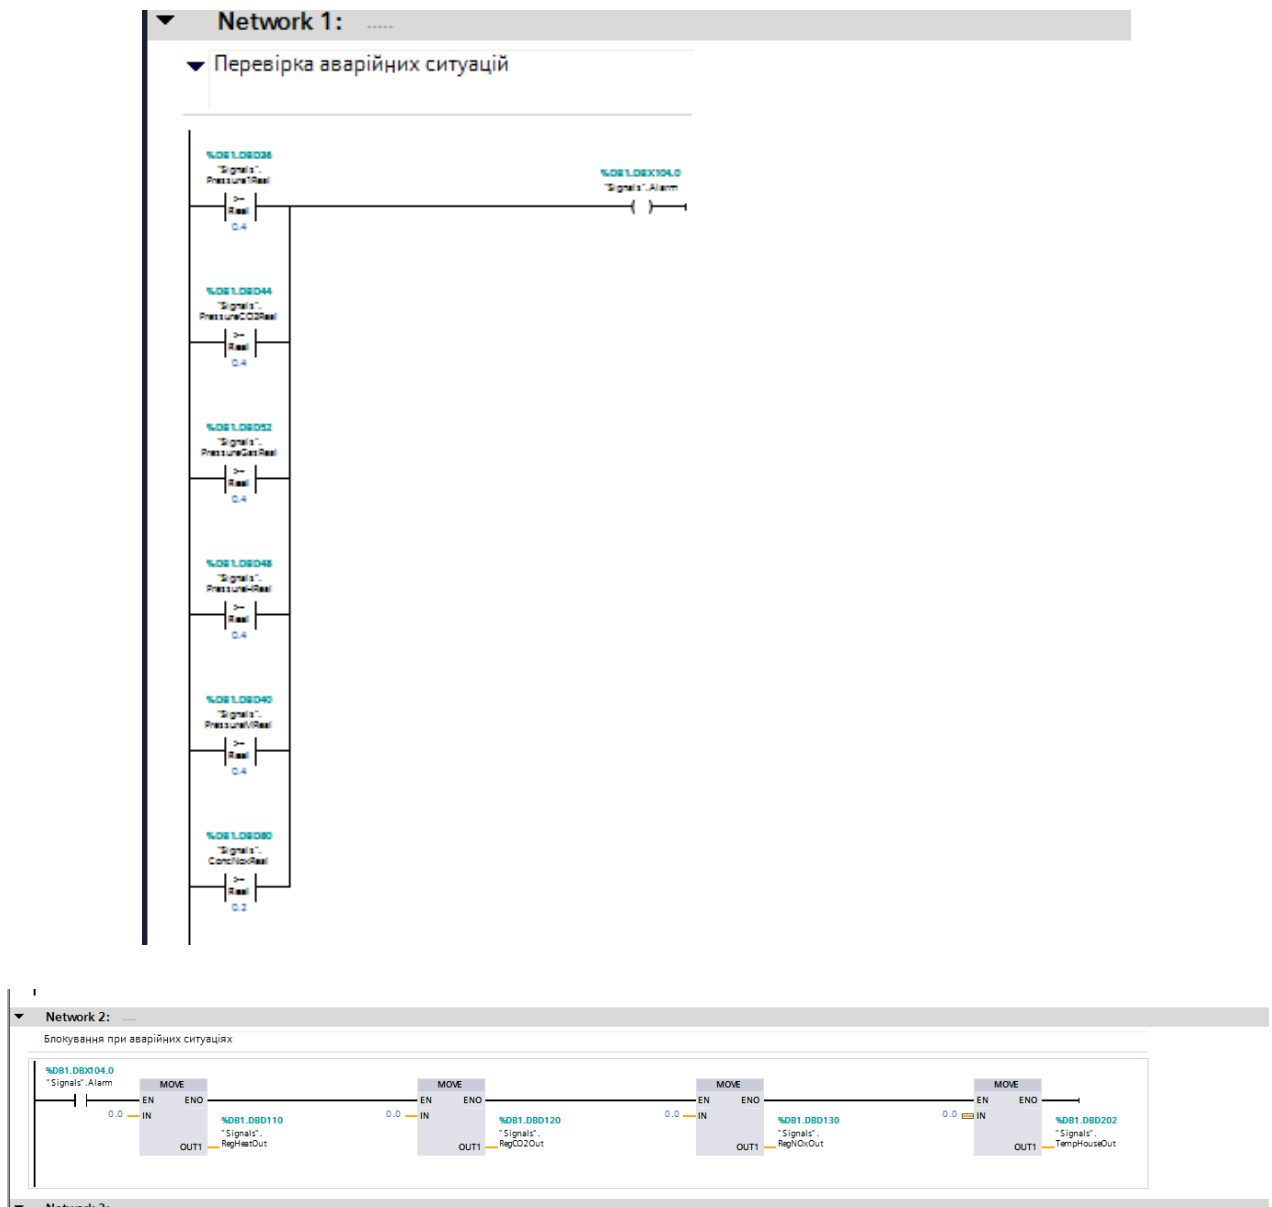 Network 1: .....
Перевірка аварійних ситуацій
%DB1.DBD36
"Signals".
Pressure1Real
>=
Real
0.4
%DB1.DBX104.0
"Signals".Alarm
%DB1.DBD44
"Signals".
PressureCO2Real
>=
Real
0.4
%DB1.DBD52
"Signals".
PressureGasReal
>=
Real
0.4
%DB1.DBD48
"Signals".
>=
Real
0.4
%DB1.DBD40
"Signals".
>=
Real
0.4
%DB1.DBD80
"Signals".
ConcNoxReal
>=
Real
0.2
Network 2: .....
Блокування при аварійних ситуаціях
%DB1.DBX104.0
"Signals".Alarm
MOVE
EN ENO
0.0 IN
%DB1.DBD110
"Signals".
OUT1 RegHeatOut
MOVE
EN ENO
0.0 IN
%DB1.DBD120
"Signals".
OUT1 RegCO2Out
MOVE
EN ENO
0.0 IN
%DB1.DBD130
"Signals".
OUT1 RegNOxOut
MOVE
EN ENO
0.0 IN
%DB1.DBD202
"Signals".
OUT1 TempHouseOut